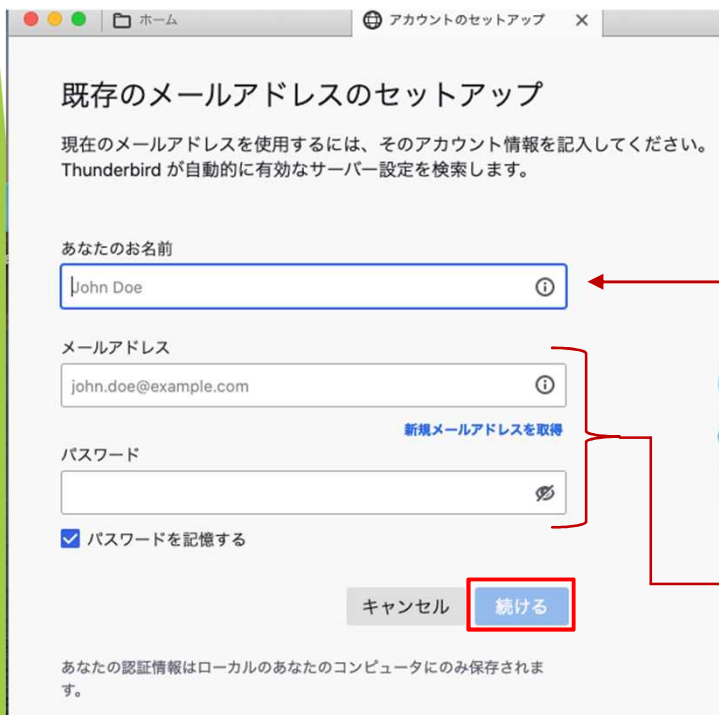 ホーム
アカウントのセットアップ
既存のメールアドレスのセットアップ
現在のメールアドレスを使用するには、そのアカウント情報を記入してください。
Thunderbird が自動的に有効なサーバー設定を検索します。
あなたのお名前
John Doe
メールアドレス
john.doe@example.com
新規メールアドレスを取得
パスワード
パスワードを記憶する
キャンセル 続ける
あなたの認証情報はローカルのあなたのコンピュータにのみ保存されま
す。